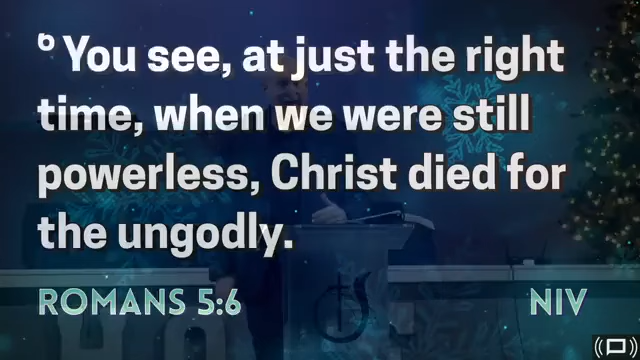 ⁶ You see, at just the right
time, when we were still
powerless, Christ died for
the ungodly.
ROMANS 5:6 NIV